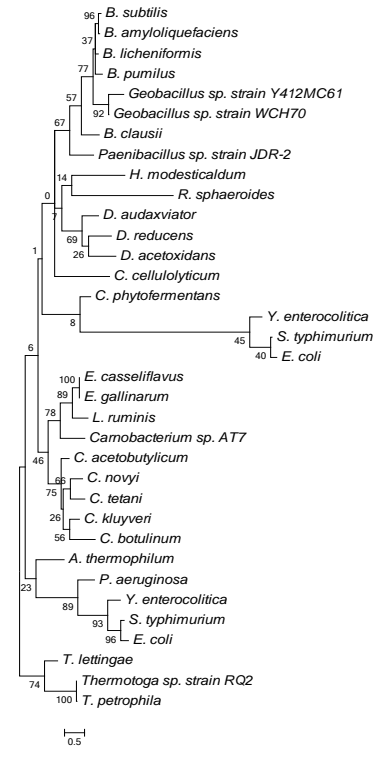 B. subtilis
96
B. amyloliquefaciens
37
B. licheniformis
B. pumilus
77
Geobacillus sp. strain Y412MC61
57
Geobacillus sp. strain WCH70
92
67
B. clausii
Paenibacillus sp. strain JDR-2
H. modesticaldum
14
R. sphaeroides
0
7
D. audaxviator
D. reducens
69
26
D. acetoxidans
1
C. cellulolyticum
C. phytofermentans
8
Y. enterocolitica
S. typhimurium
45
40
E. coli
6
E. casseliflavus
100
E. gallinarum
89
L. ruminis
78
Carnobacterium sp. AT7
46
C. acetobutylicum
C. novyi
66
75
C. tetani
C. kluyveri
26
C. botulinum
56
A. thermophilum
23
P. aeruginosa
89
Y. enterocolitica
S. typhimurium
93
96
E. coli
T. lettingae
74
Thermotoga sp. strain RQ2
100
T. petrophila
0.5